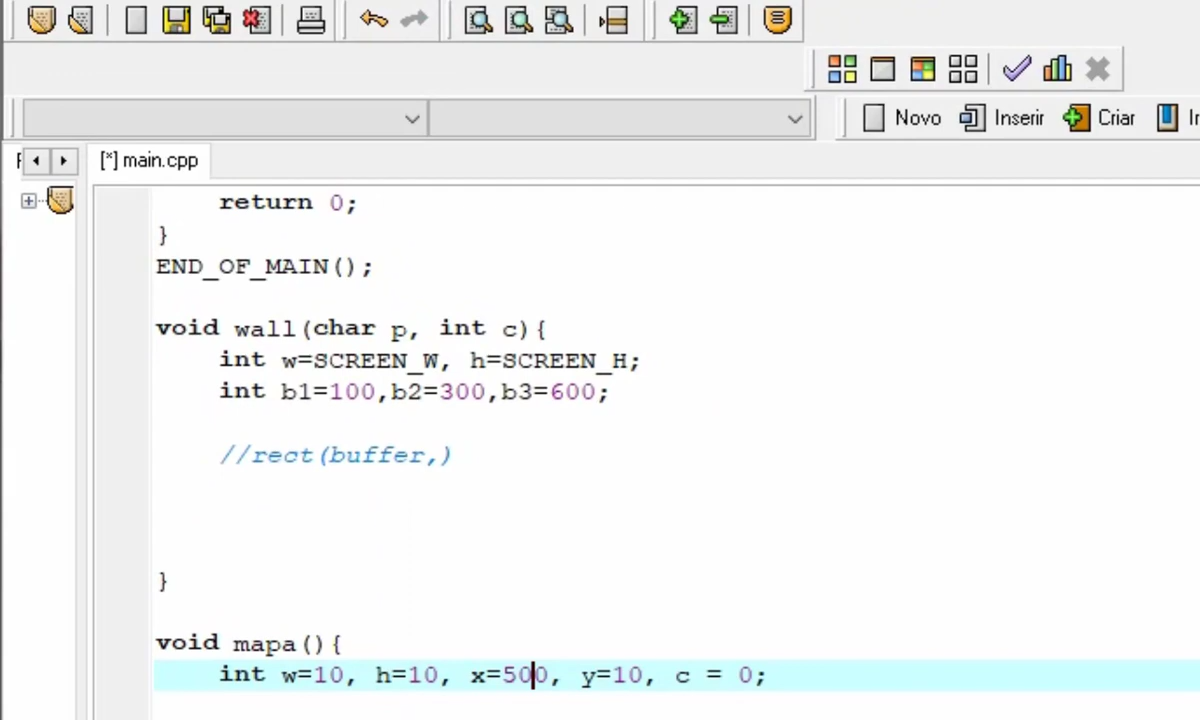 Novo Inserir Criar
[*] main.cpp
return 0;
}
END_OF_MAIN();
void wall(char p, int c){
int w=SCREEN_W, h=SCREEN_H;
int b1=100,b2=300,b3=600;
//rect(buffer,)
}
void mapa(){
int w=10, h=10, x=500, y=10, c = 0;